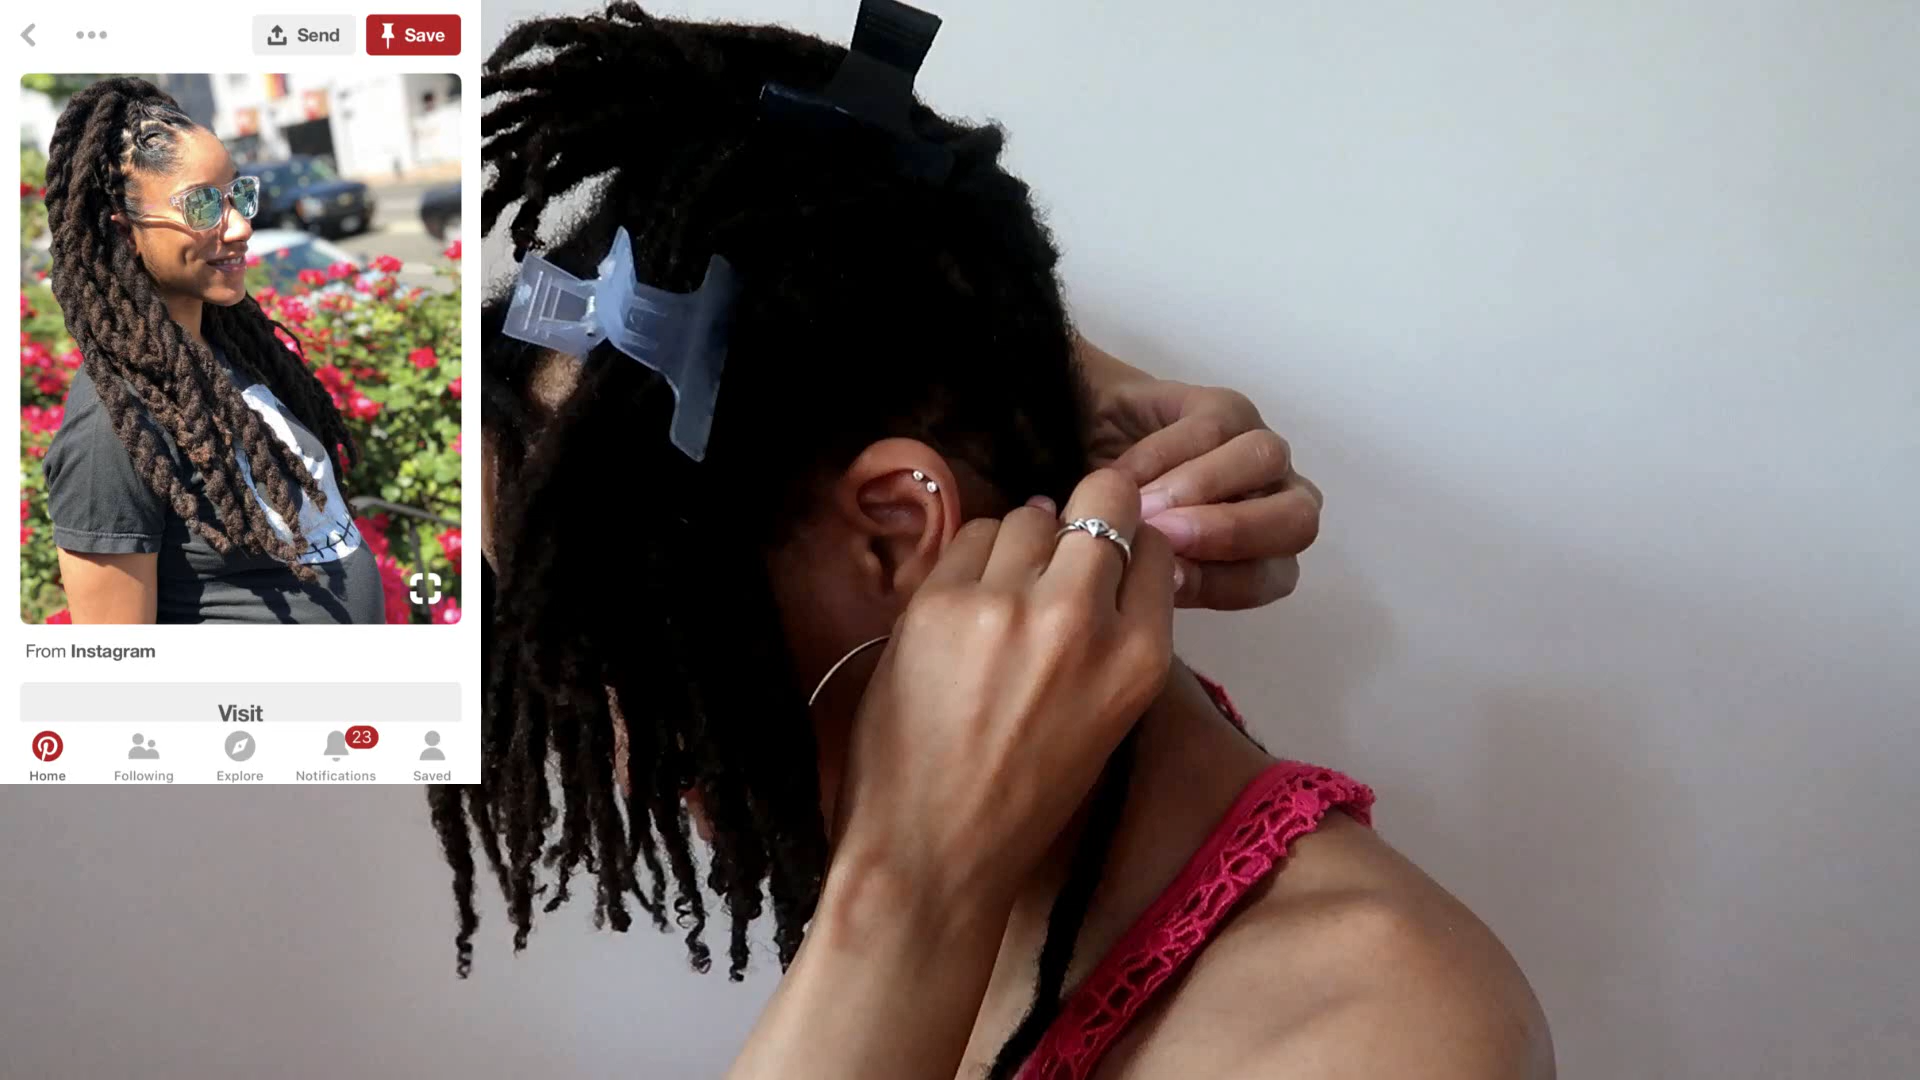 Send
Save
From Instagram
Visit
23
Home
Following
Explore
Notifications
Saved